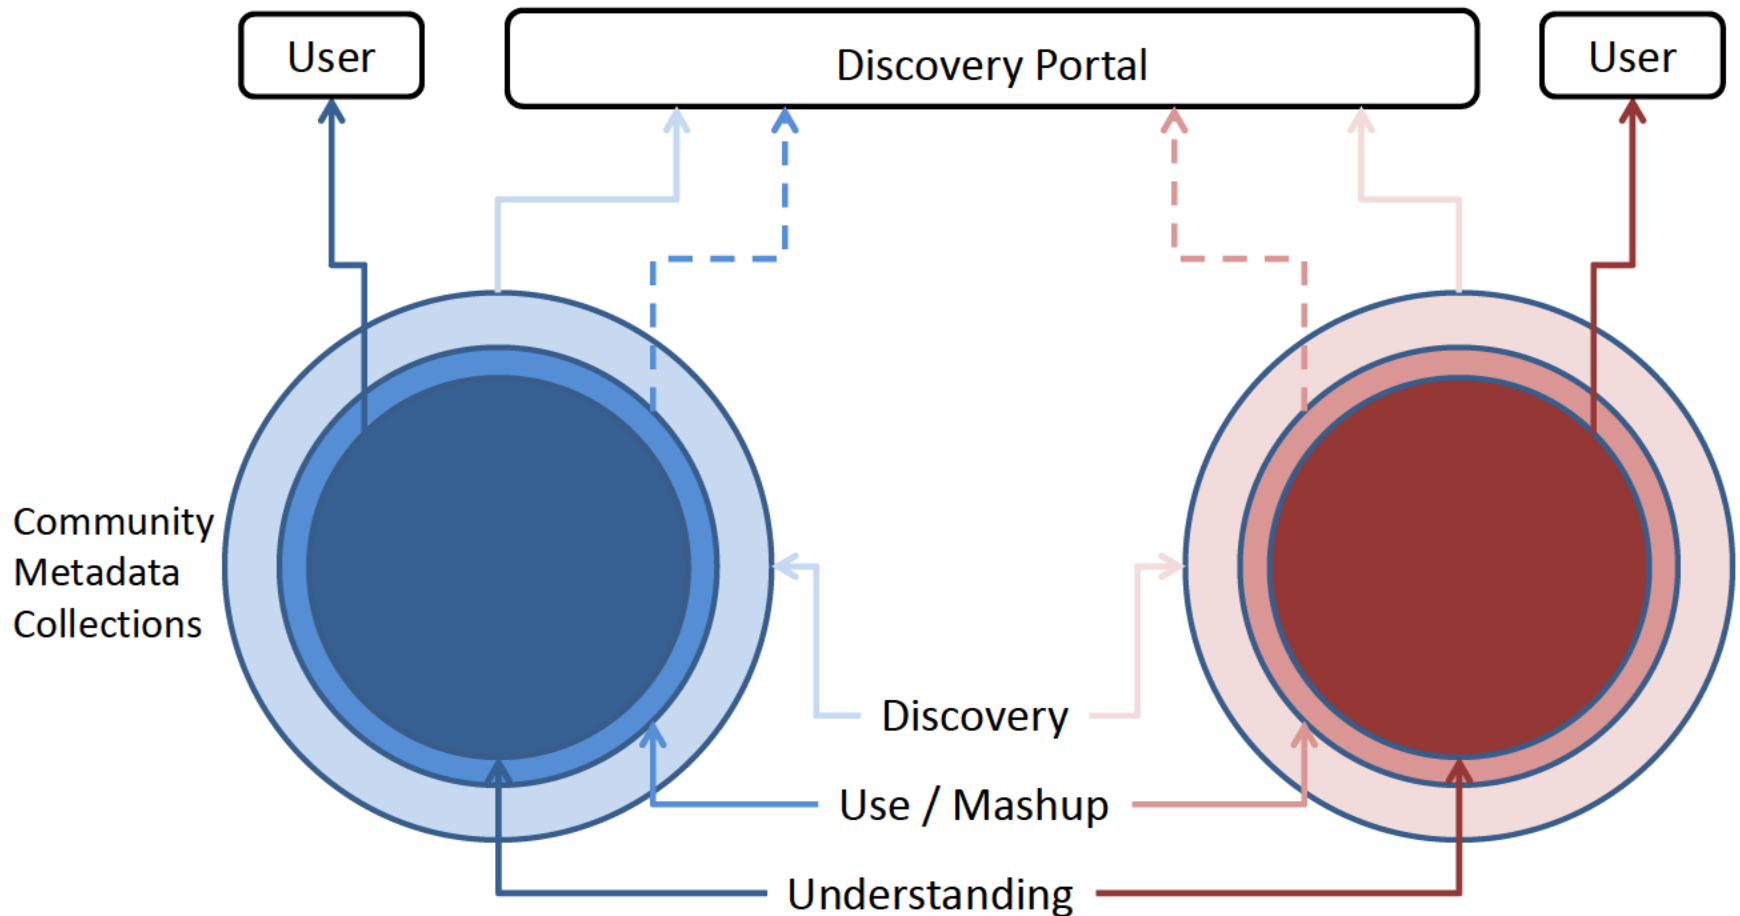 User
Discovery Portal
User
Community
Metadata
Collections
Discovery
Use / Mashup
Understanding